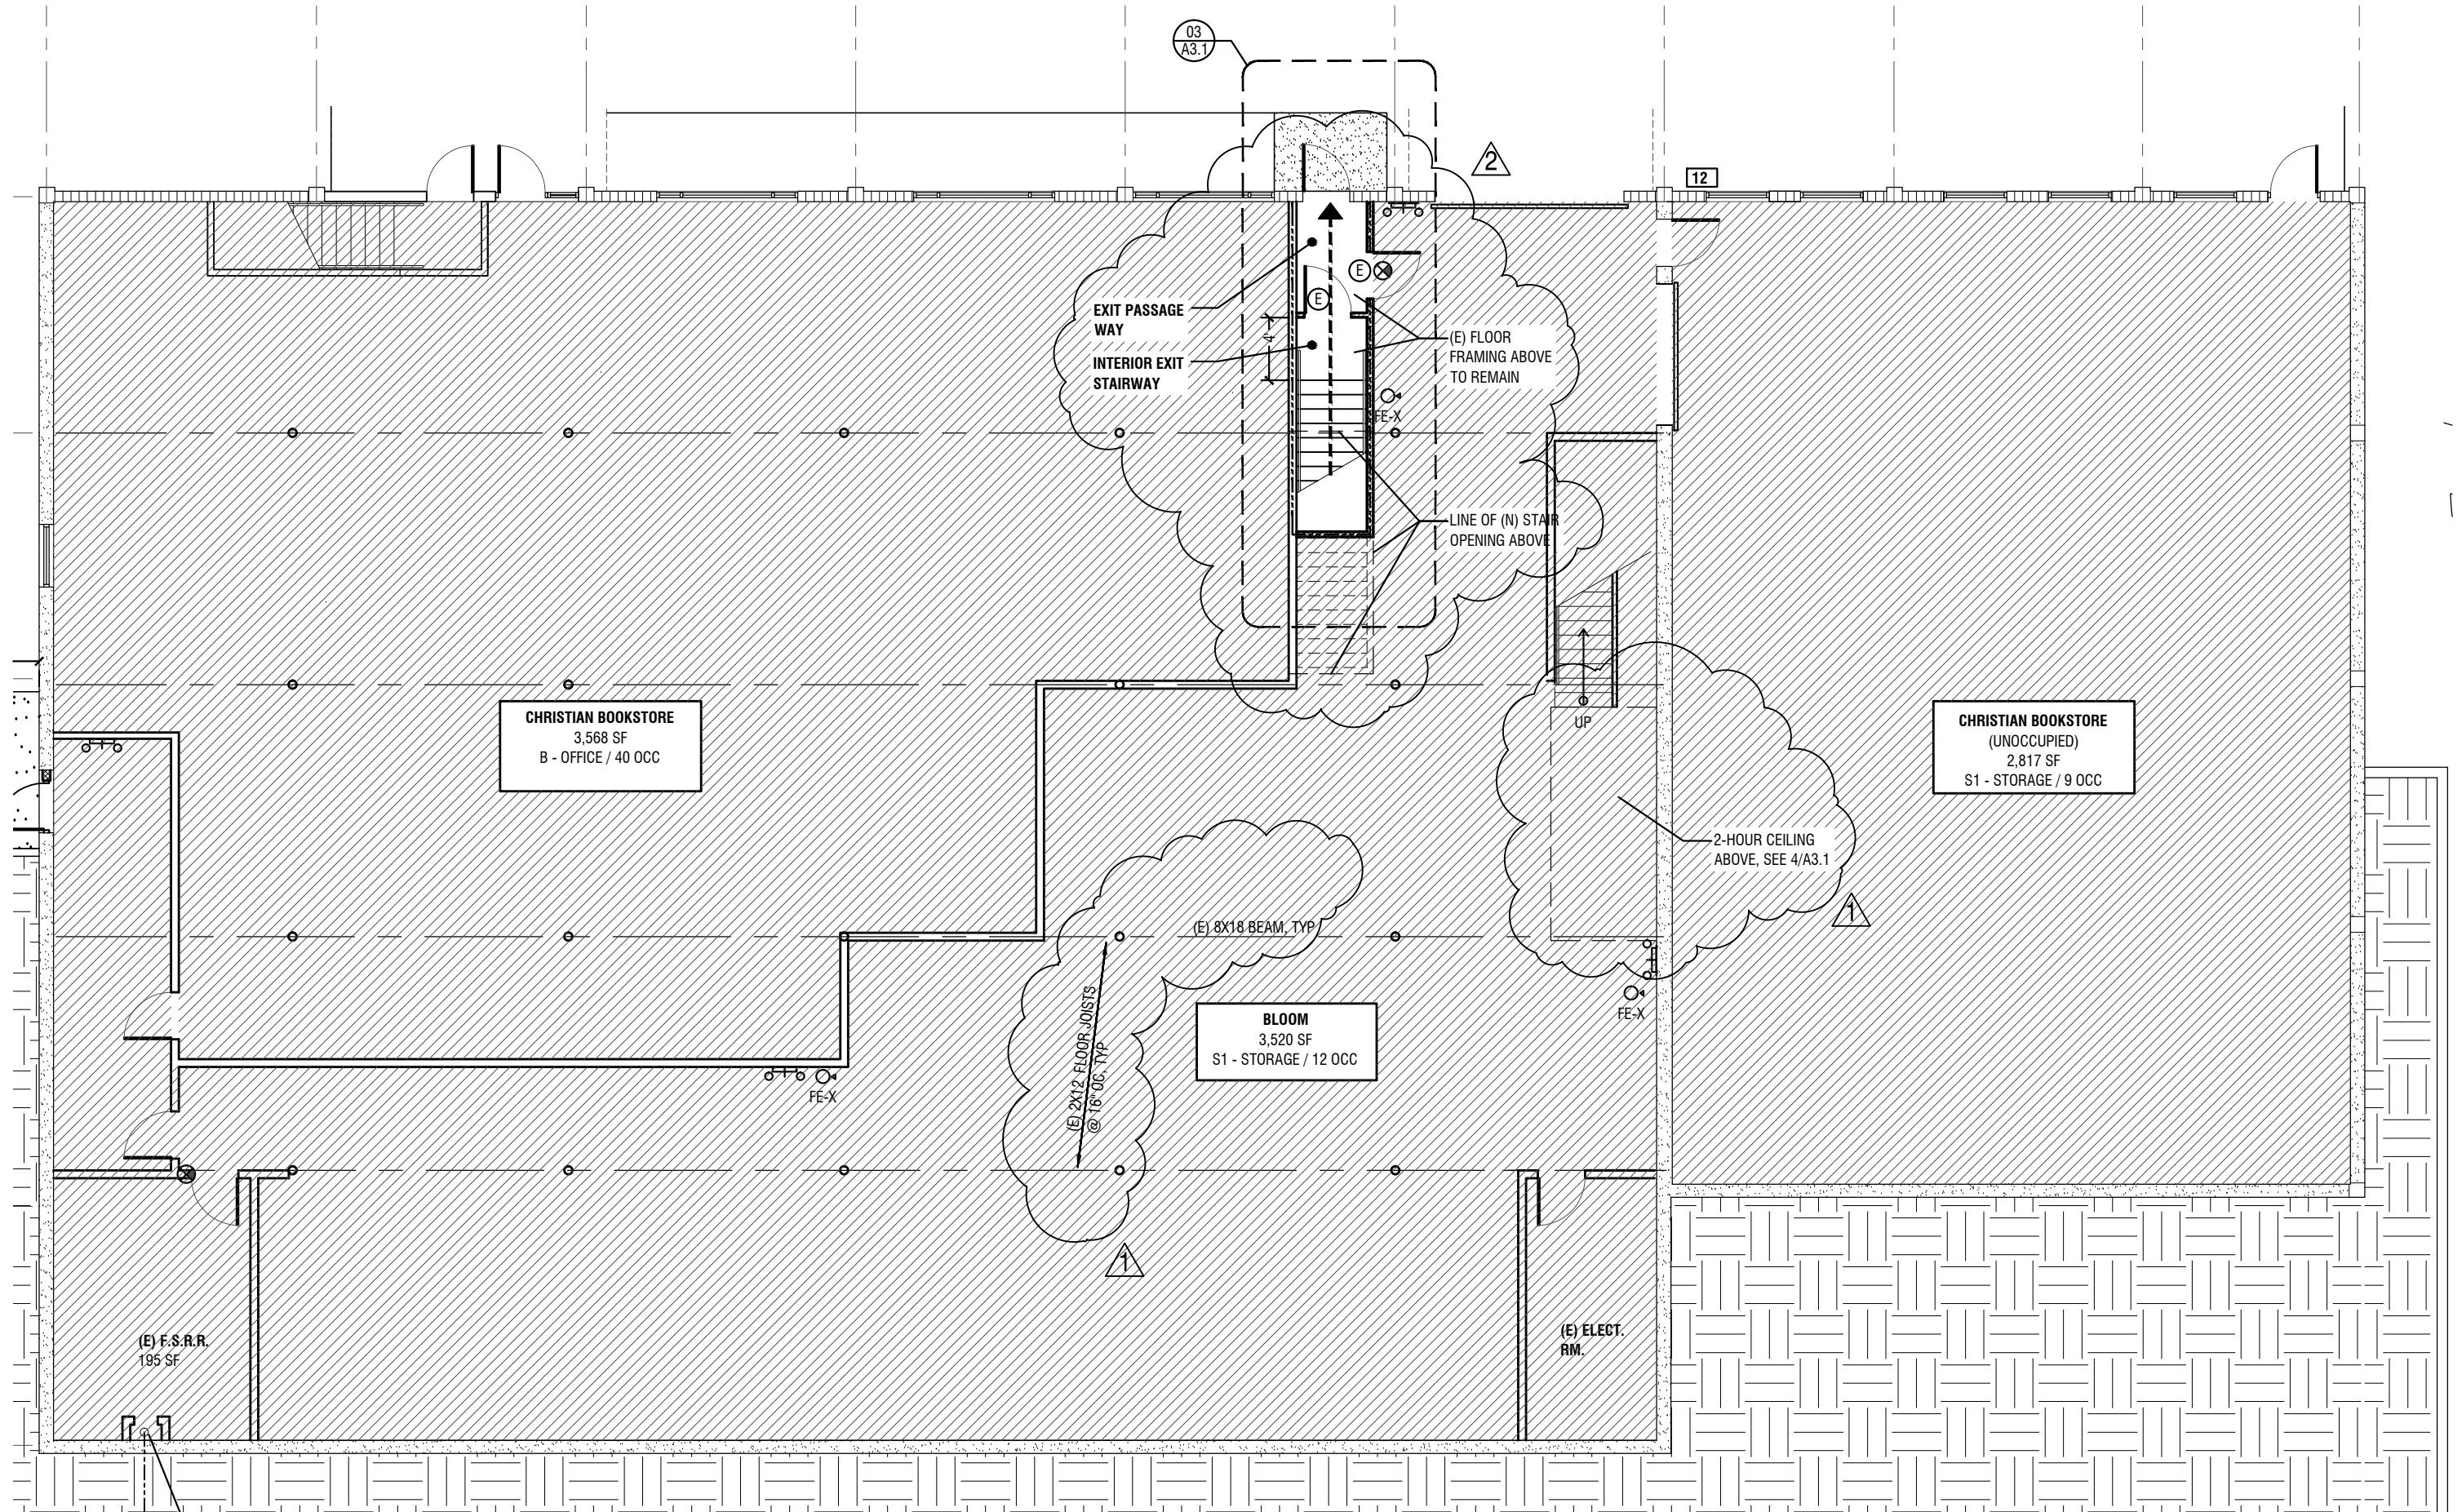 03
A3.1
2
12
E
E
EXIT PASSAGE
WAY
INTERIOR EXIT
STAIRWAY
4'
(E) FLOOR
FRAMING ABOVE
TO REMAIN
FE-X
LINE OF (N) STAIR
OPENING ABOVE
CHRISTIAN BOOKSTORE
3,568 SF
B - OFFICE / 40 OCC
UP
CHRISTIAN BOOKSTORE
(UNOCCUPIED)
2,817 SF
S1 - STORAGE / 9 OCC
2-HOUR CEILING
ABOVE, SEE 4/A3.1
1
(E) 8X18 BEAM, TYP
(E) 2X12 FLOOR JOISTS
@ 16" OC, TYP
BLOOM
3,520 SF
S1 - STORAGE / 12 OCC
FE-X
FE-X
1
(E) F.S.R.R.
195 SF
(E) ELECT.
RM.